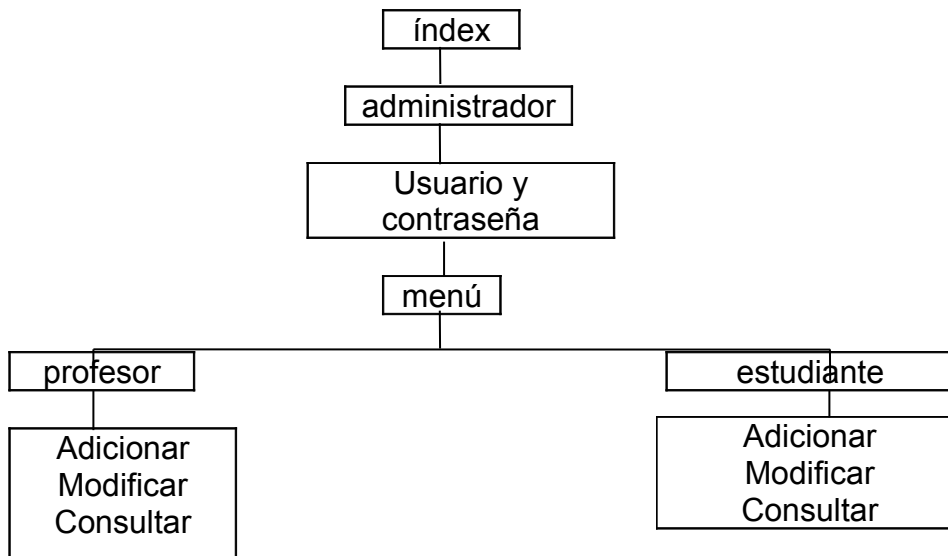 índex
administrador
Usuario y
contraseña
menú
profesor
estudiante
Adicionar
Modificar
Consultar
Adicionar
Modificar
Consultar